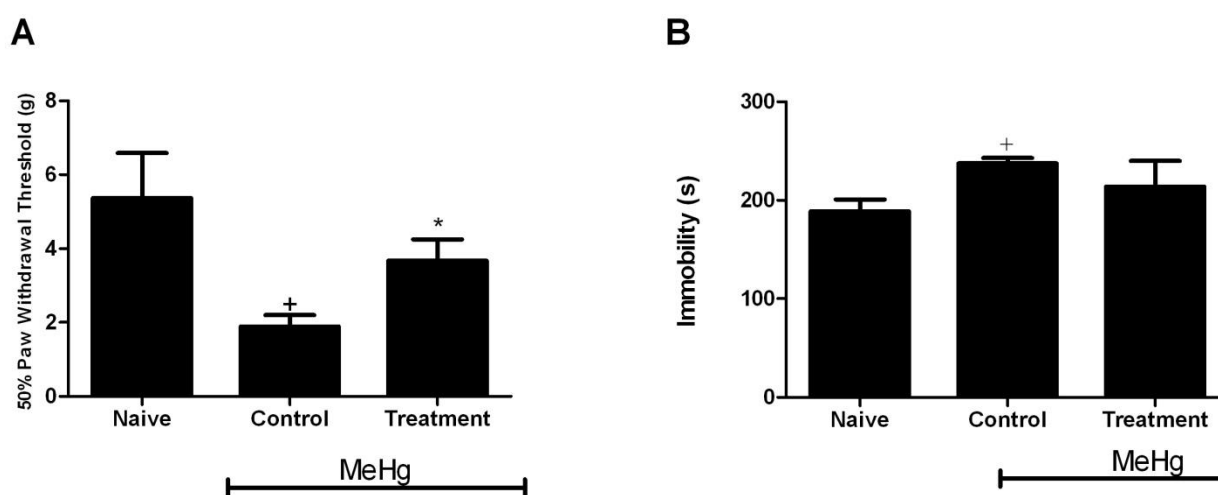 A
50% Paw Withdrawal Threshold (g)
8
6
4
2
0
+
*
Naive Control Treatment
MeHg
B
Immobility (s)
300
200
100
0
+
Naive Control Treatment
MeHg